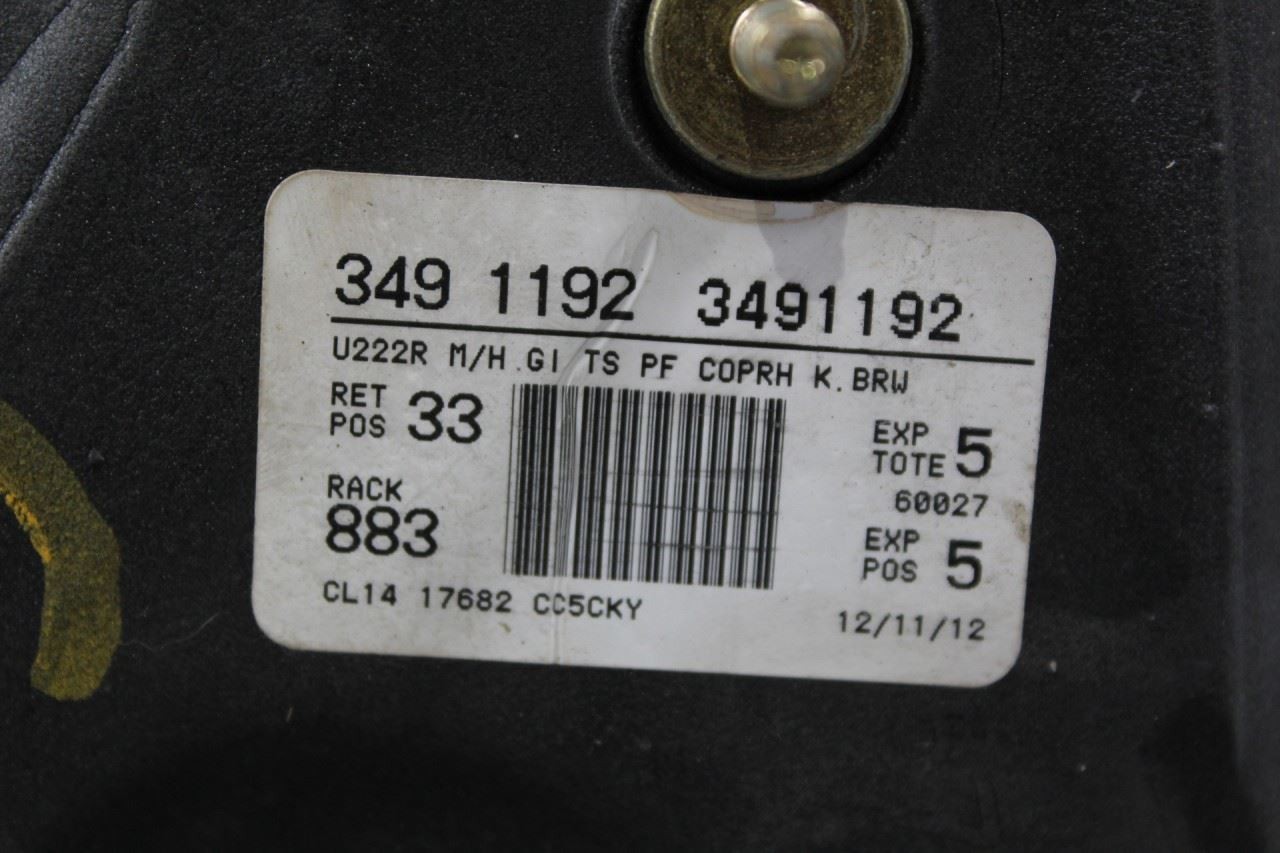 349 1192 3491192
U222R M/H.GI TS PF COPRH K.BRW
RET POS 33
EXP TOTE 5
60027
RACK 883
EXP POS 5
CL14 17682 CC5CKY
12/11/12